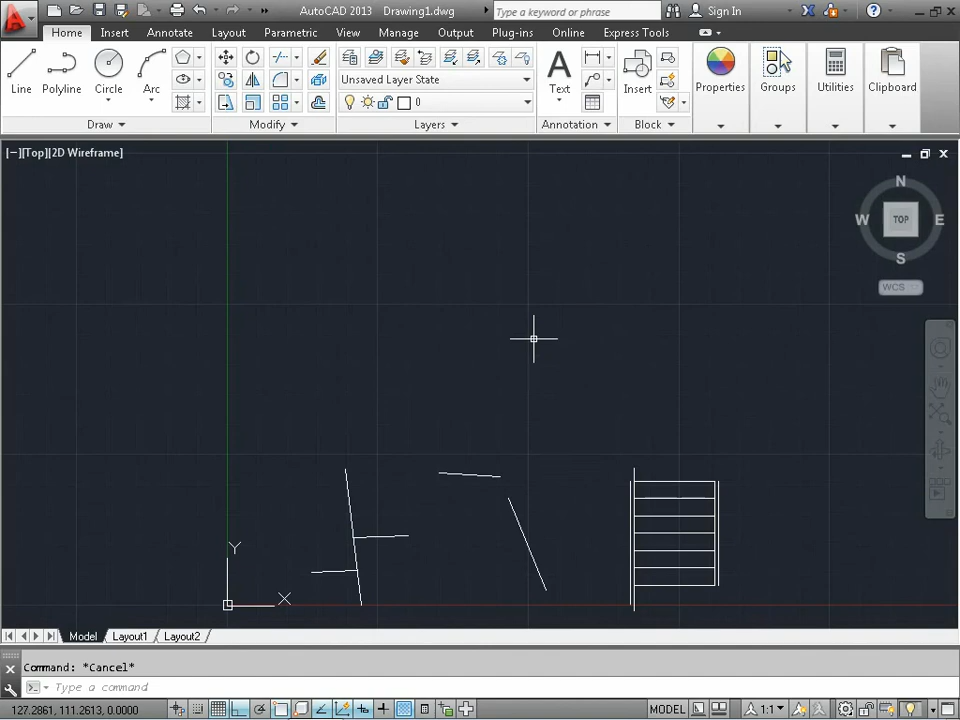 AutoCAD 2013 Drawing1.dwg Type a keyword or phrase Sign In
Home Insert Annotate Layout Parametric View Manage Output Plug-ins Online Express Tools
Line Polyline Circle Arc Unsaved Layer State 0 A Text Insert Properties Groups Utilities Clipboard
Draw Modify Layers Annotation Block
[−][Top][2D Wireframe]
N
W TOP E
S
WCS
Y
X
Model Layout1 Layout2
Command: *Cancel*
Type a command
127.2861, 111.2613, 0.0000 MODEL 1:1